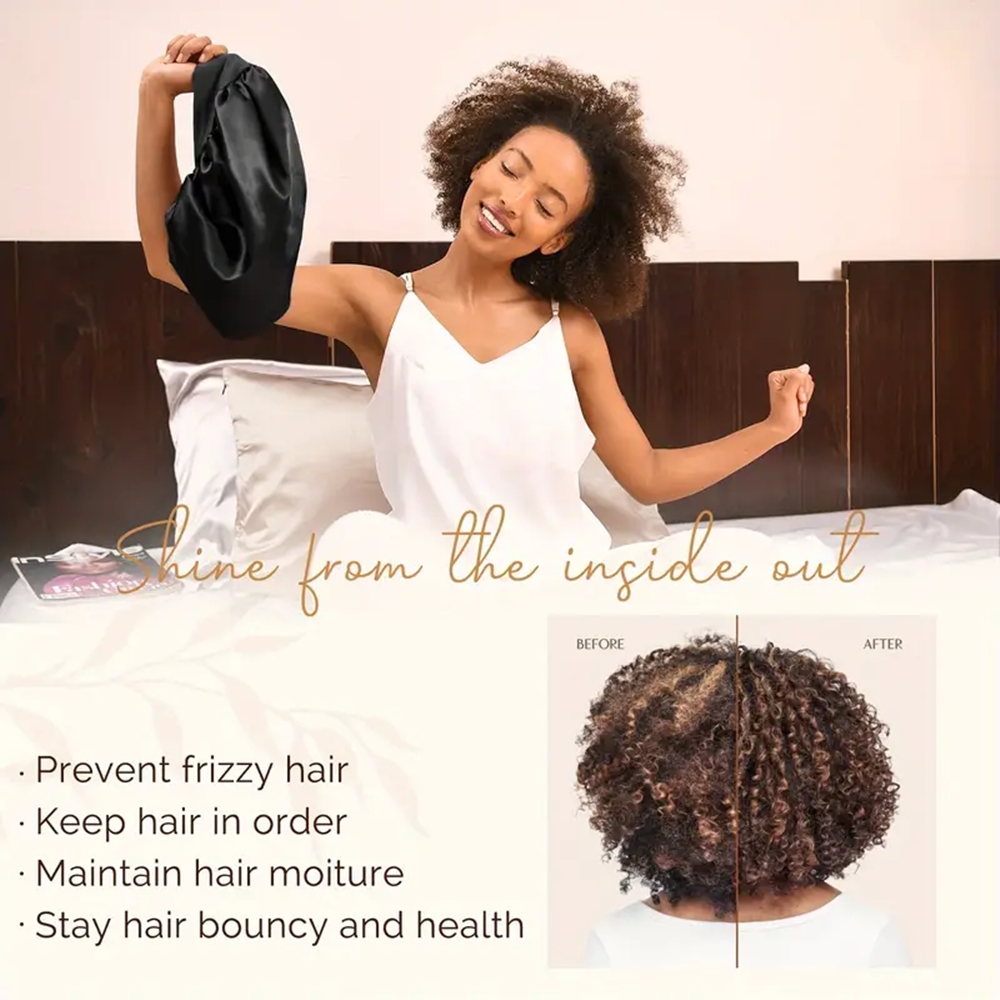 Shine from the inside out
BEFORE
AFTER
· Prevent frizzy hair
· Keep hair in order
· Maintain hair moiture
· Stay hair bouncy and health